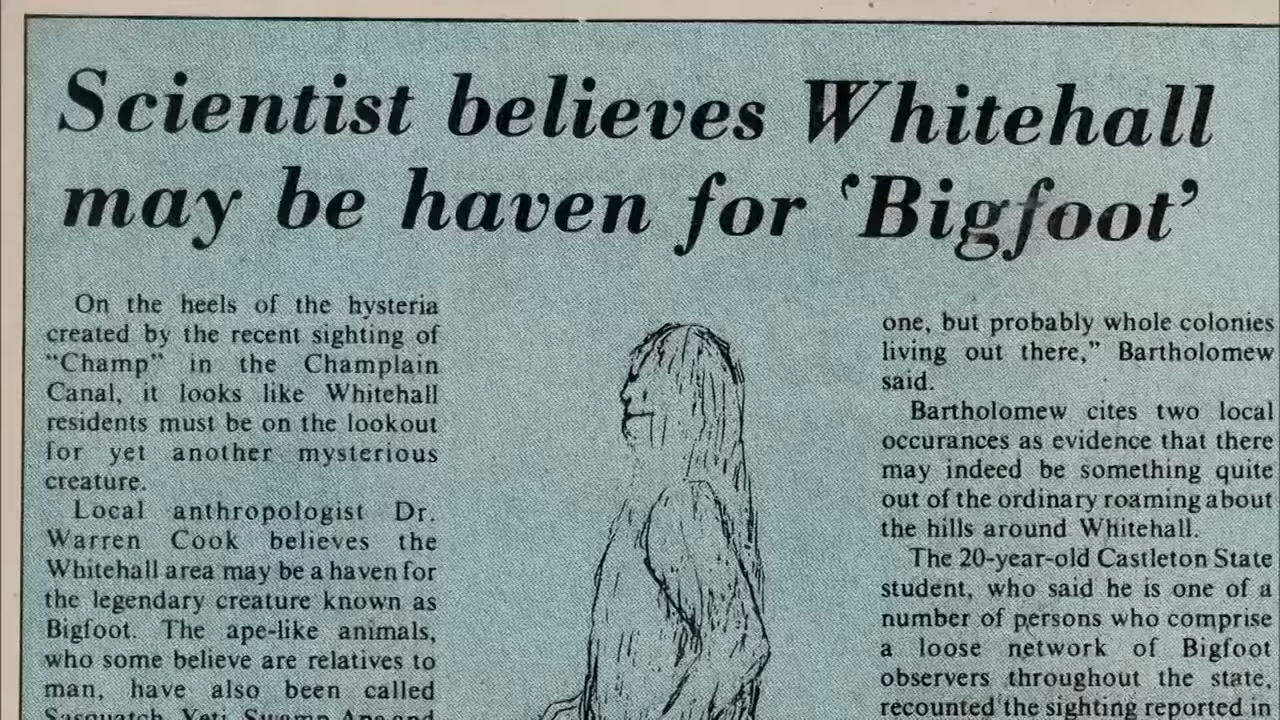 Scientist believes Whitehall
may be haven for 'Bigfoot'
On the heels of the hysteria
created by the recent sighting of
"Champ" in the Champlain
Canal, it looks like Whitehall
residents must be on the lookout
for yet another mysterious
creature.
Local anthropologist Dr.
Warren Cook believes the
Whitehall area may be a haven for
the legendary creature known as
Bigfoot. The ape-like animals,
who some believe are relatives to
man, have also been called
Sasquatch, Yeti, Swamp Ape and
one, but probably whole colonies
living out there," Bartholomew
said.
Bartholomew cites two local
occurances as evidence that there
may indeed be something quite
out of the ordinary roaming about
the hills around Whitehall.
The 20-year-old Castleton State
student, who said he is one of a
number of persons who comprise
a loose network of Bigfoot
observers throughout the state,
recounted the sighting reported in